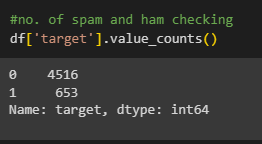 #no. of spam and ham checking
df['target'].value_counts()
0    4516
1     653
Name: target, dtype: int64